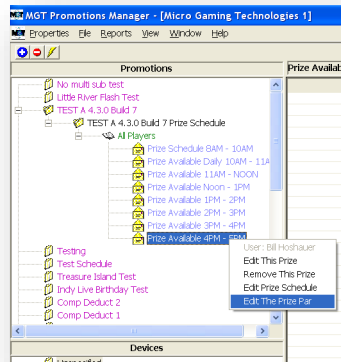 MGT Promotions Manager - [Micro Gaming Technologies 1]
Properties File Reports View Window Help
Promotions
Prize Availab
No multi sub test
Little River Flash Test
TEST A 4.3.0 Build 7
TEST A 4.3.0 Build 7 Prize Schedule
All Players
Prize Schedule 8AM - 10AM
Prize Available Daily 10AM - 11A
Prize Available 11AM - NOON
Prize Available Noon - 1PM
Prize Available 1PM - 2PM
Prize Available 2PM - 3PM
Prize Available 3PM - 4PM
Prize Available 4PM - 5PM
User: Bill Hoshauer
Testing
Edit This Prize
Test Schedule
Remove This Prize
Treasure Island Test
Edit Prize Schedule
Indy Live Birthday Test
Edit The Prize Par
Comp Deduct 2
Comp Deduct 1
Devices